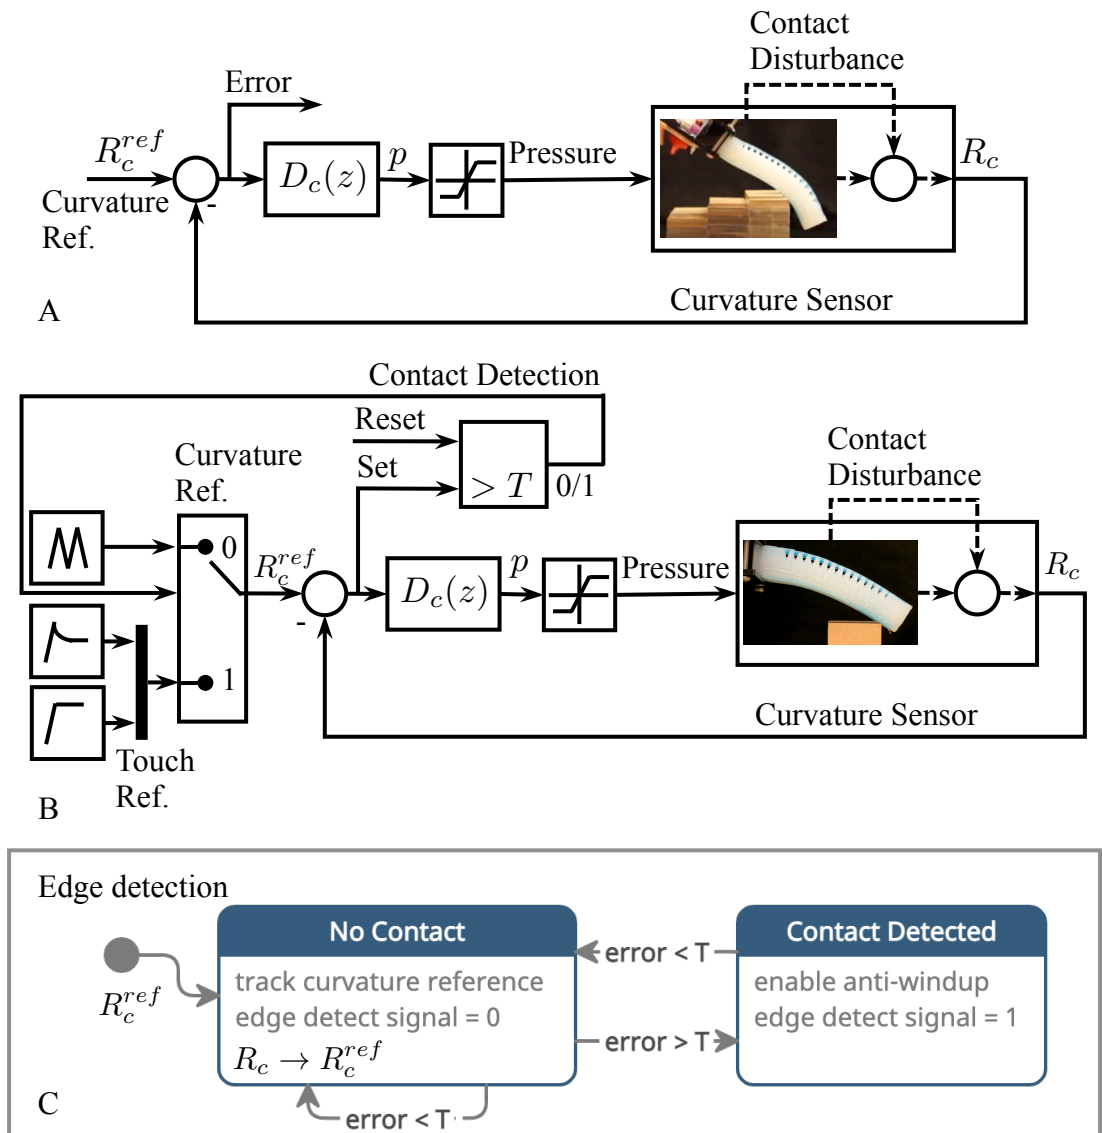 Contact
Disturbance
Error
$R_c^{ref}$
Curvature
Ref.
-
$D_c(z)$
$p$
Pressure
$R_c$
Curvature Sensor
A
Contact Detection
Reset
Set
> T
0/1
Curvature
Ref.
0
1
$R_c^{ref}$
-
$D_c(z)$
$p$
Pressure
Contact
Disturbance
$R_c$
Curvature Sensor
Touch
Ref.
B
Edge detection
$R_c^{ref}$
No Contact
track curvature reference
edge detect signal = 0
$R_c \rightarrow R_c^{ref}$
error < T
error < T
error > T
Contact Detected
enable anti-windup
edge detect signal = 1
C